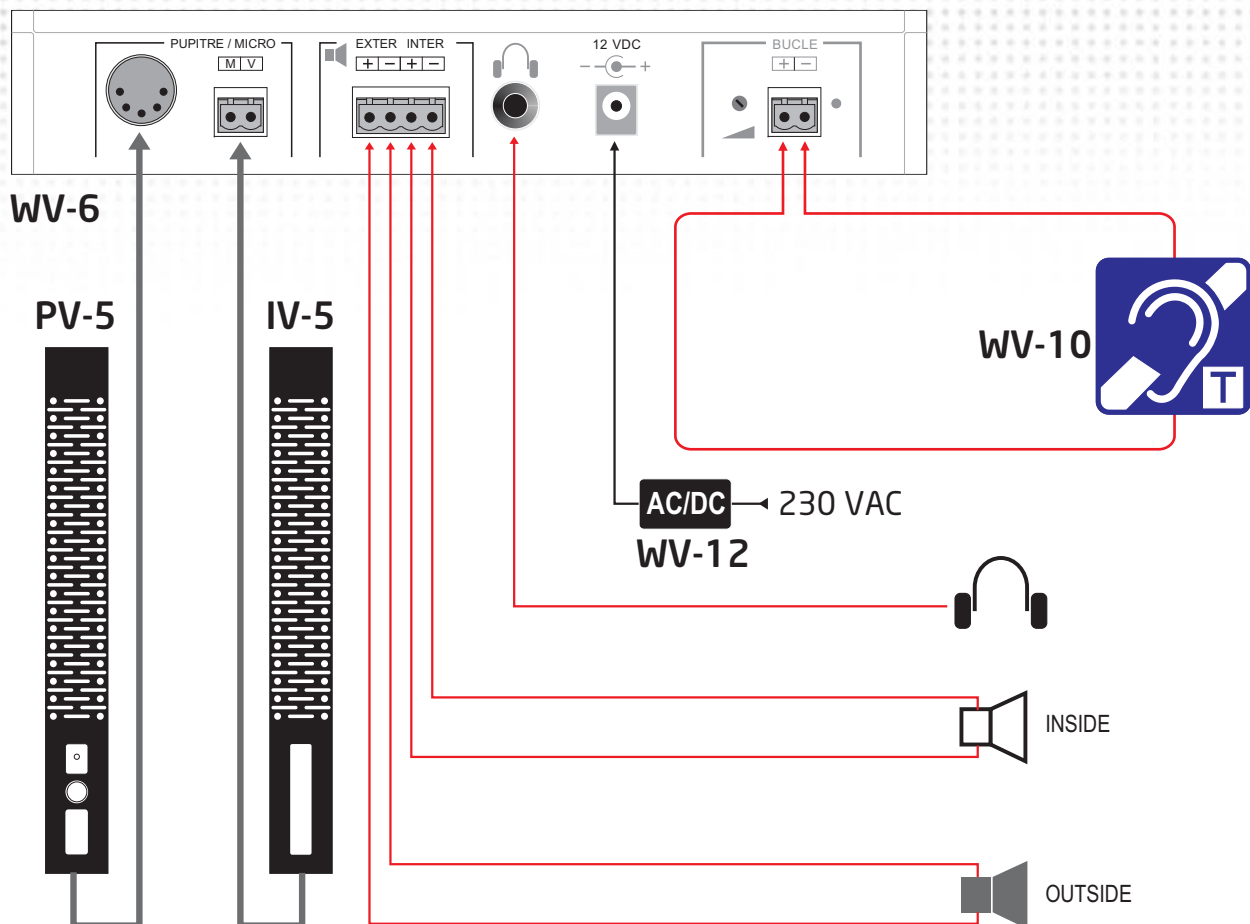 PUPITRE / MICRO
M V
EXTER INTER
+ − + −
12 VDC
− +
BUCLE
+ −
WV-6
PV-5
IV-5
WV-10
T
AC/DC
230 VAC
WV-12
INSIDE
OUTSIDE